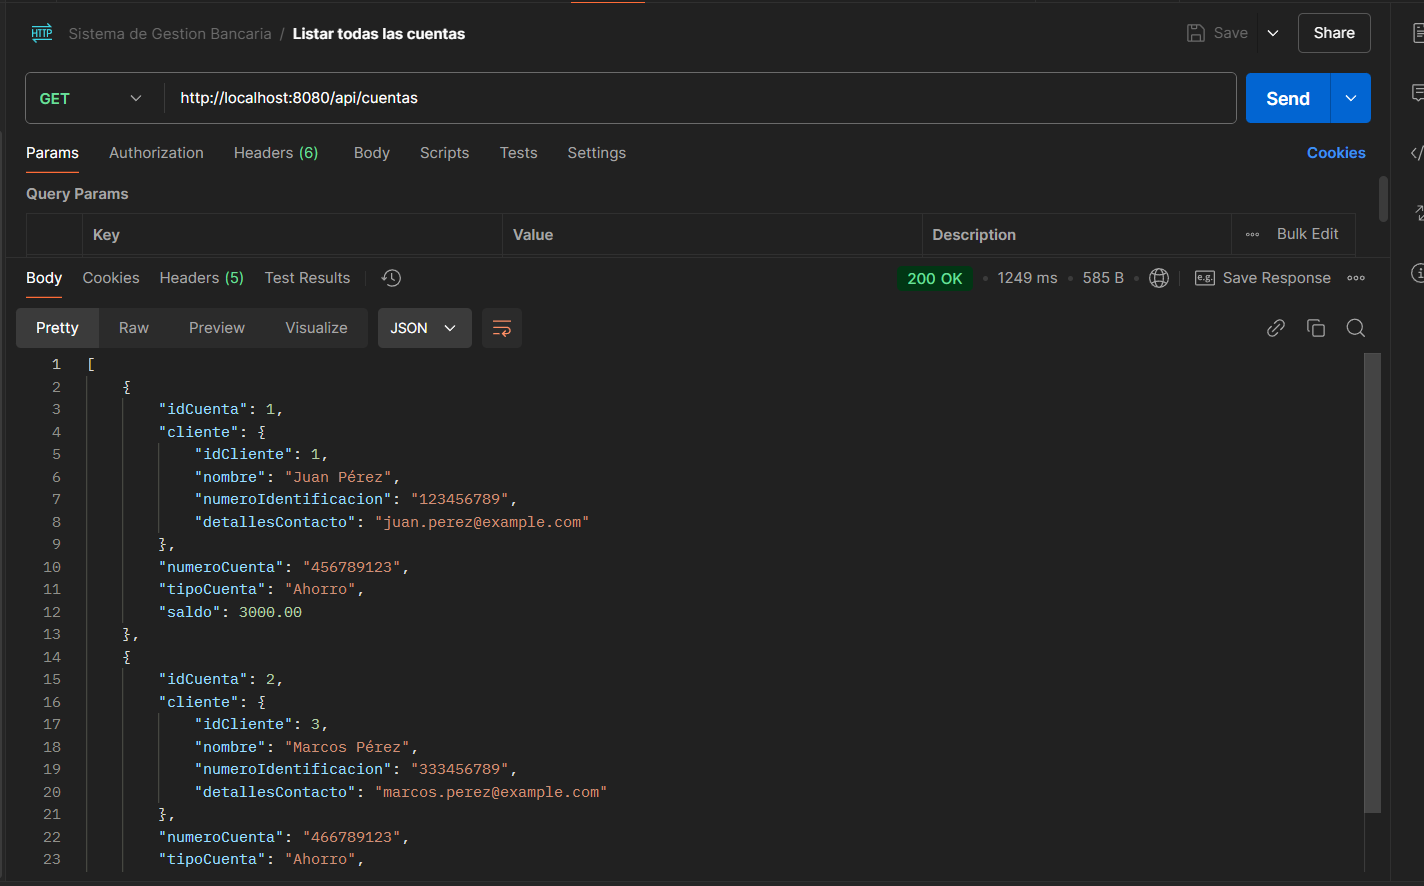 HTTP Sistema de Gestion Bancaria / Listar todas las cuentas Save Share
GET http://localhost:8080/api/cuentas Send
Params Authorization Headers (6) Body Scripts Tests Settings Cookies
Query Params
Key Value Description Bulk Edit
Body Cookies Headers (5) Test Results 200 OK 1249 ms 585 B e.g. Save Response
Pretty Raw Preview Visualize JSON
1 [
2 {
3 "idCuenta": 1,
4 "cliente": {
5 "idCliente": 1,
6 "nombre": "Juan Pérez",
7 "numeroIdentificacion": "123456789",
8 "detallesContacto": "juan.perez@example.com"
9 },
10 "numeroCuenta": "456789123",
11 "tipoCuenta": "Ahorro",
12 "saldo": 3000.00
13 },
14 {
15 "idCuenta": 2,
16 "cliente": {
17 "idCliente": 3,
18 "nombre": "Marcos Pérez",
19 "numeroIdentificacion": "333456789",
20 "detallesContacto": "marcos.perez@example.com"
21 },
22 "numeroCuenta": "466789123",
23 "tipoCuenta": "Ahorro",